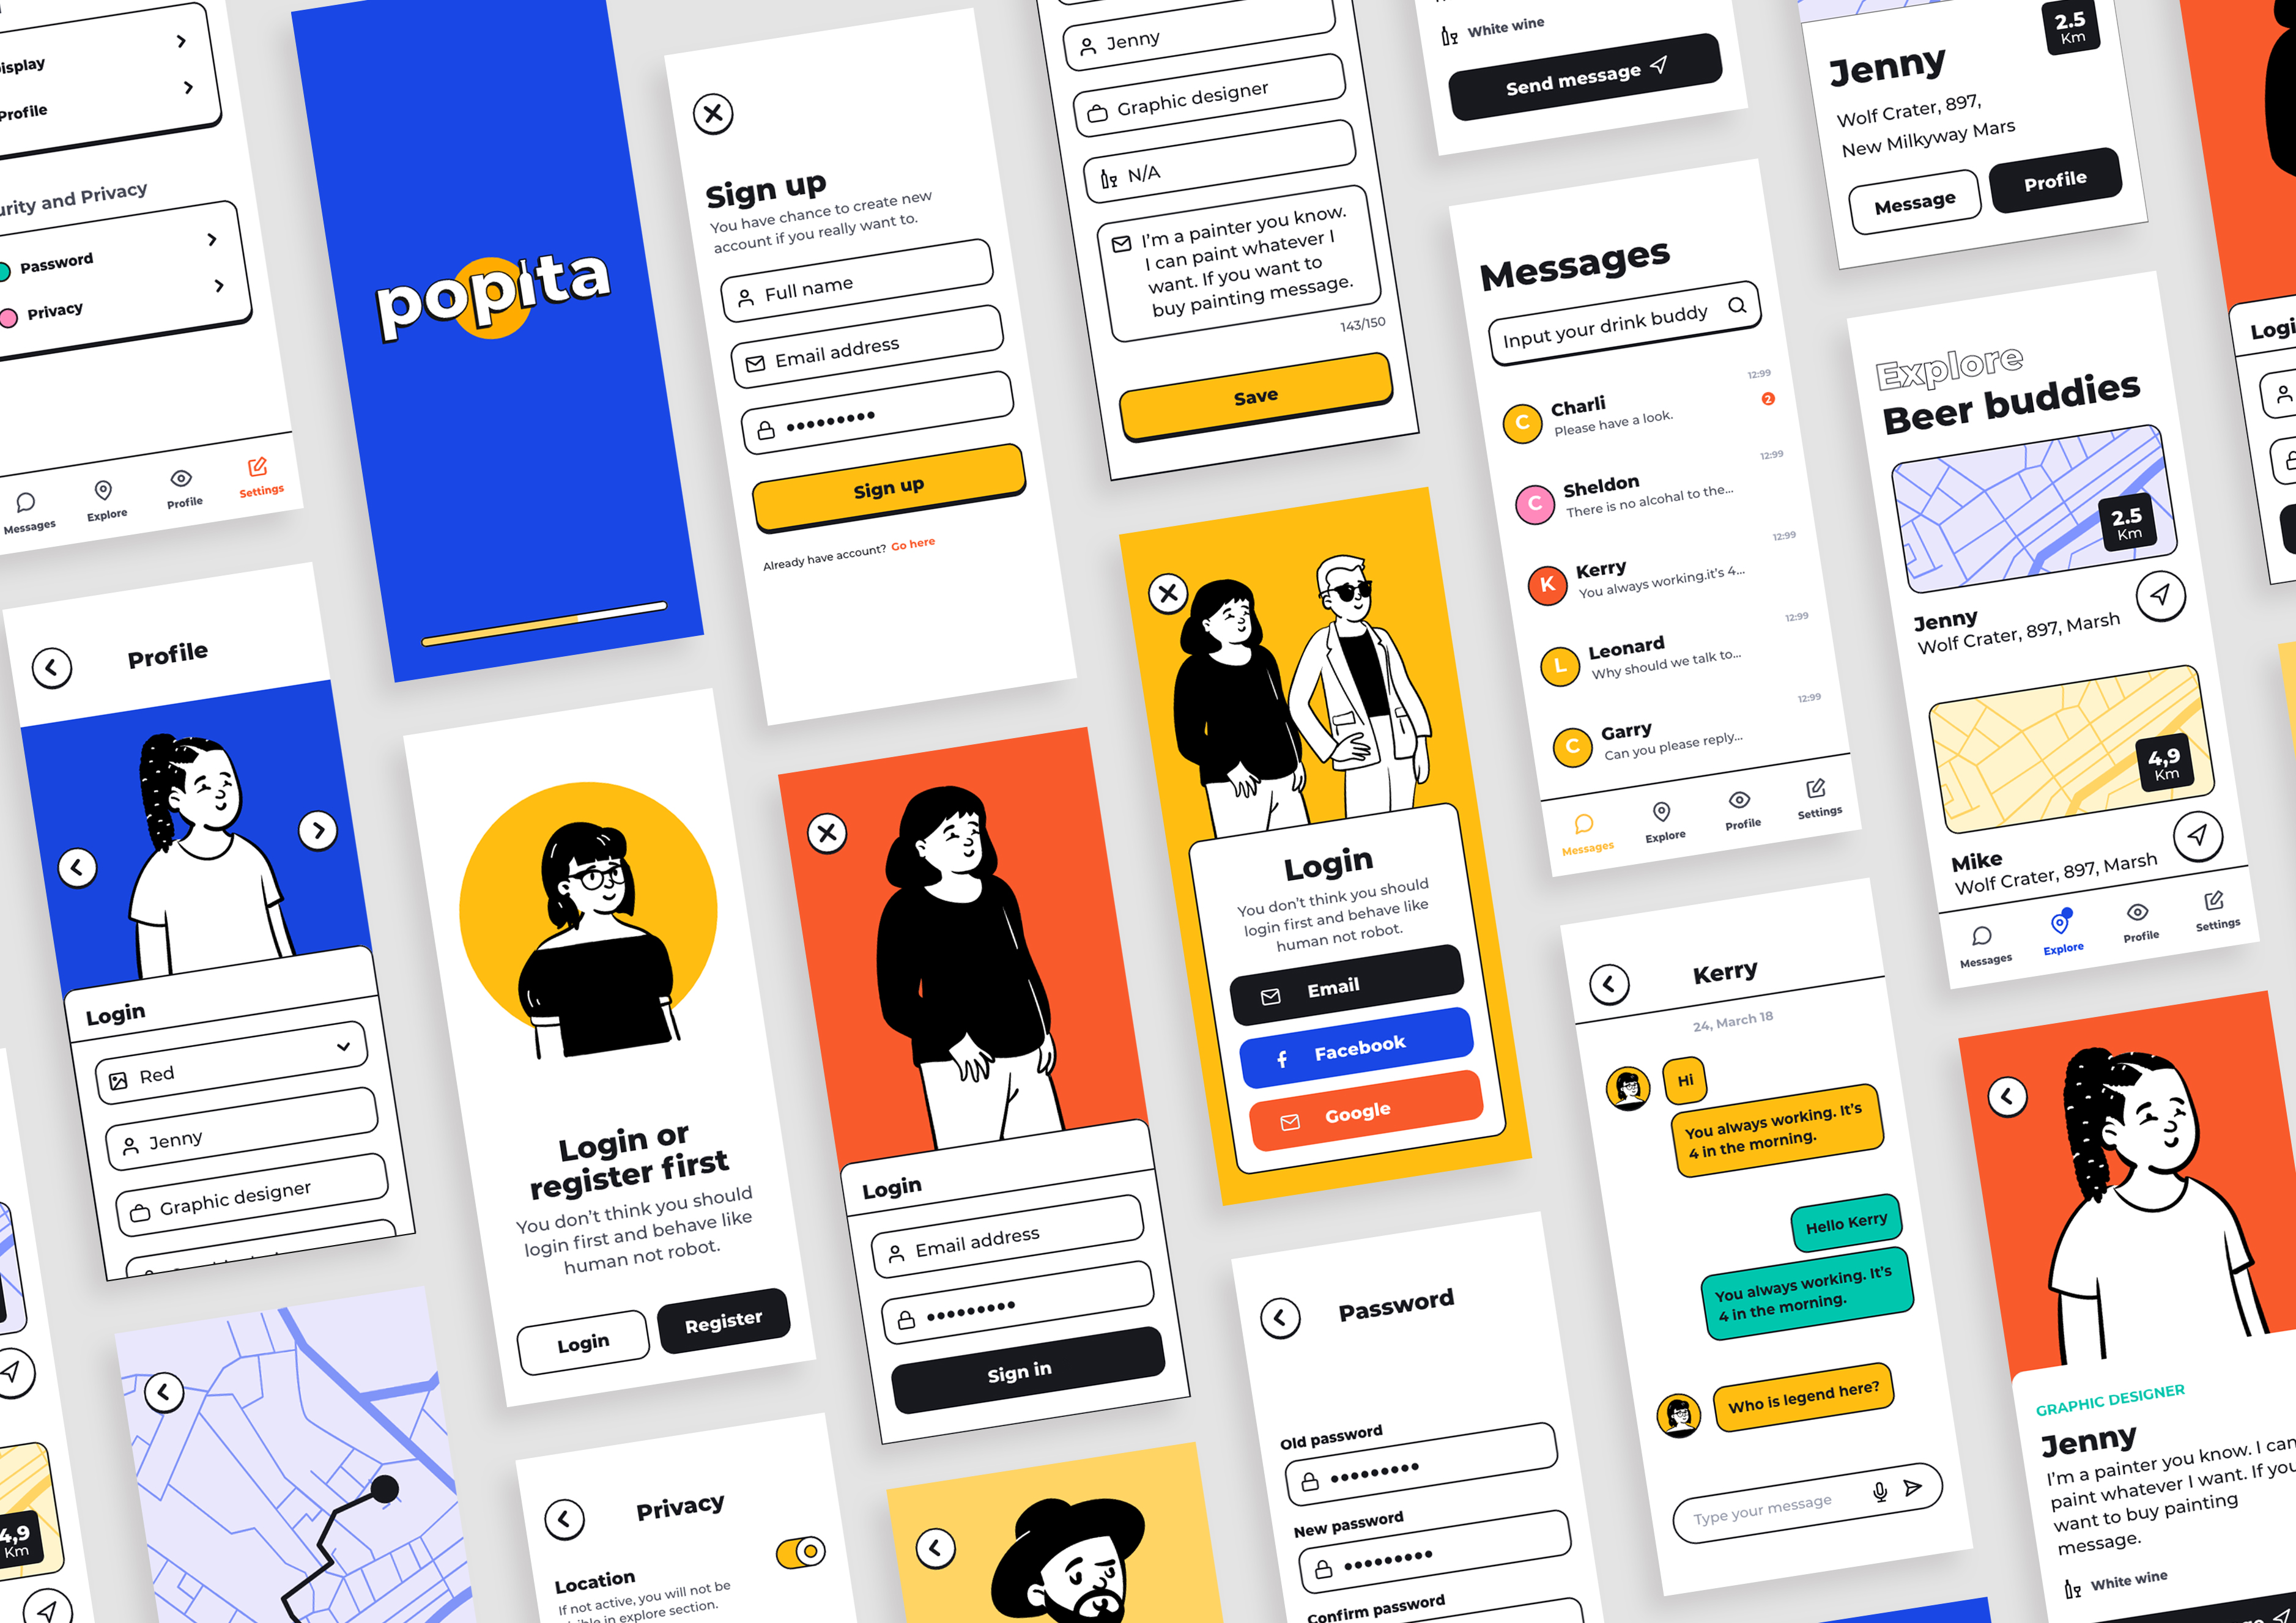 Profile
urity and Privacy
Password
Privacy
Messages
Explore
Profile
Settings
popita
Sign up
You have chance to create new
account if you really want to.
Full name
Email address
Sign up
Already have account? Go here
Jenny
Graphic designer
N/A
I'm a painter you know.
I can paint whatever I
want. If you want to
buy painting message.
143/150
Save
White wine
Send message
2.5
Km
Jenny
Wolf Crater, 897,
New Milkyway Mars
Message
Profile
Messages
Input your drink buddy
12:99
Charli
Please have a look.
2
C
12:99
Sheldon
There is no alcohal to the...
C
12:99
Kerry
You always working.it's 4...
K
12:99
Leonard
Why should we talk to...
L
12:99
Garry
Can you please reply...
C
Messages
Explore
Profile
Settings
Explore
Beer buddies
2.5
Km
Jenny
Wolf Crater, 897, Marsh
4,9
Km
Mike
Wolf Crater, 897, Marsh
Messages
Explore
Profile
Settings
Profile
Login
Red
Jenny
Graphic designer
Login or
register first
You don't think you should
login first and behave like
human not robot.
Login
Register
Login
Email address
Sign in
Login
You don't think you should
login first and behave like
human not robot.
Email
Facebook
Google
Kerry
24, March 18
Hi
You always working. It's
4 in the morning.
Hello Kerry
You always working. It's
4 in the morning.
Who is legend here?
Type your message
GRAPHIC DESIGNER
Jenny
I'm a painter you know. I can
paint whatever I want. If you
want to buy painting
message.
White wine
Password
Old password
New password
Confirm password
Privacy
Location
If not active, you will not be
in explore section.
4,9
Km